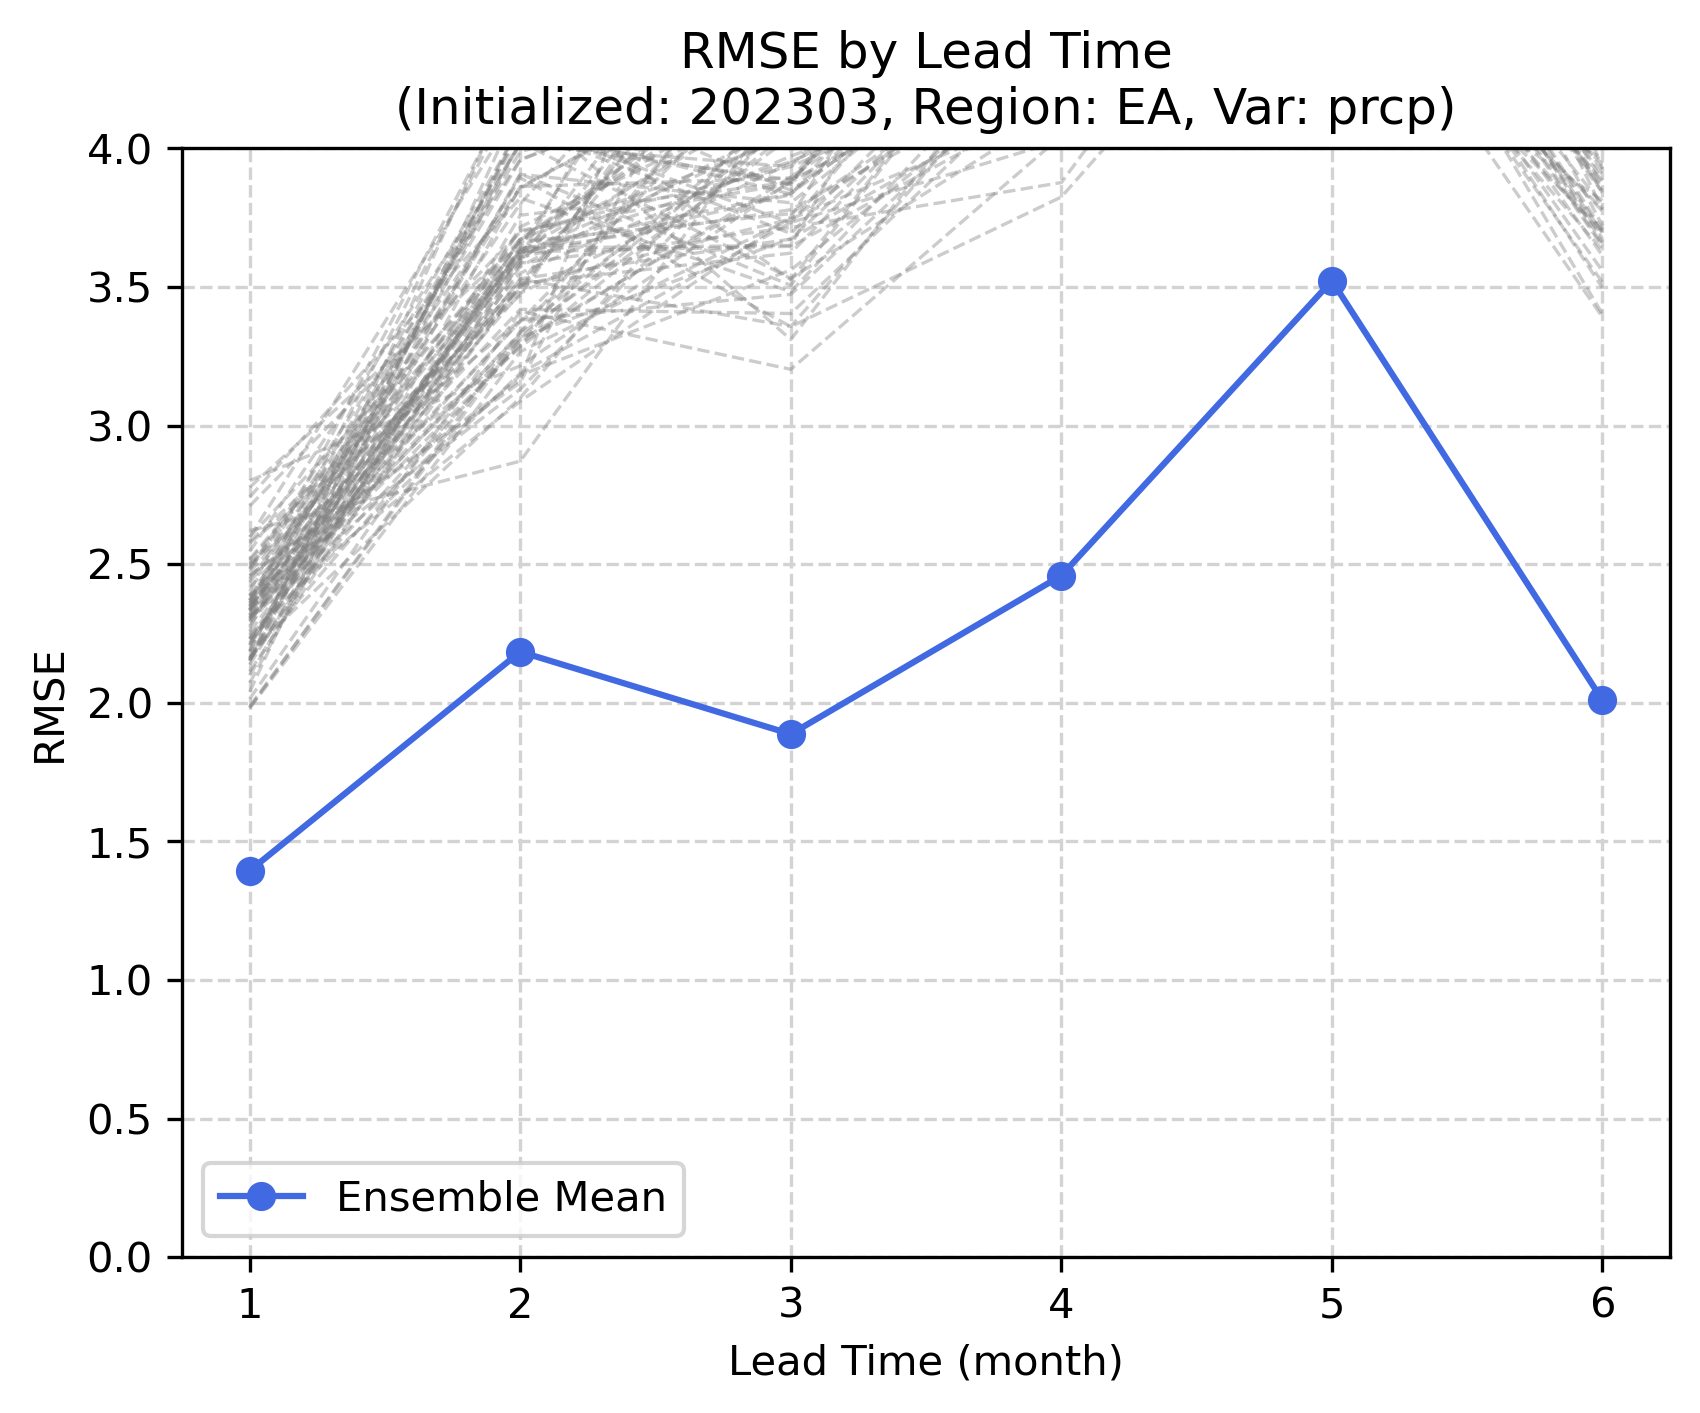 RMSE by Lead Time
(Initialized: 202303, Region: EA, Var: prcp)
4.0
3.5
3.0
2.5
2.0
1.5
1.0
0.5
0.0
RMSE
Ensemble Mean
1 2 3 4 5 6
Lead Time (month)